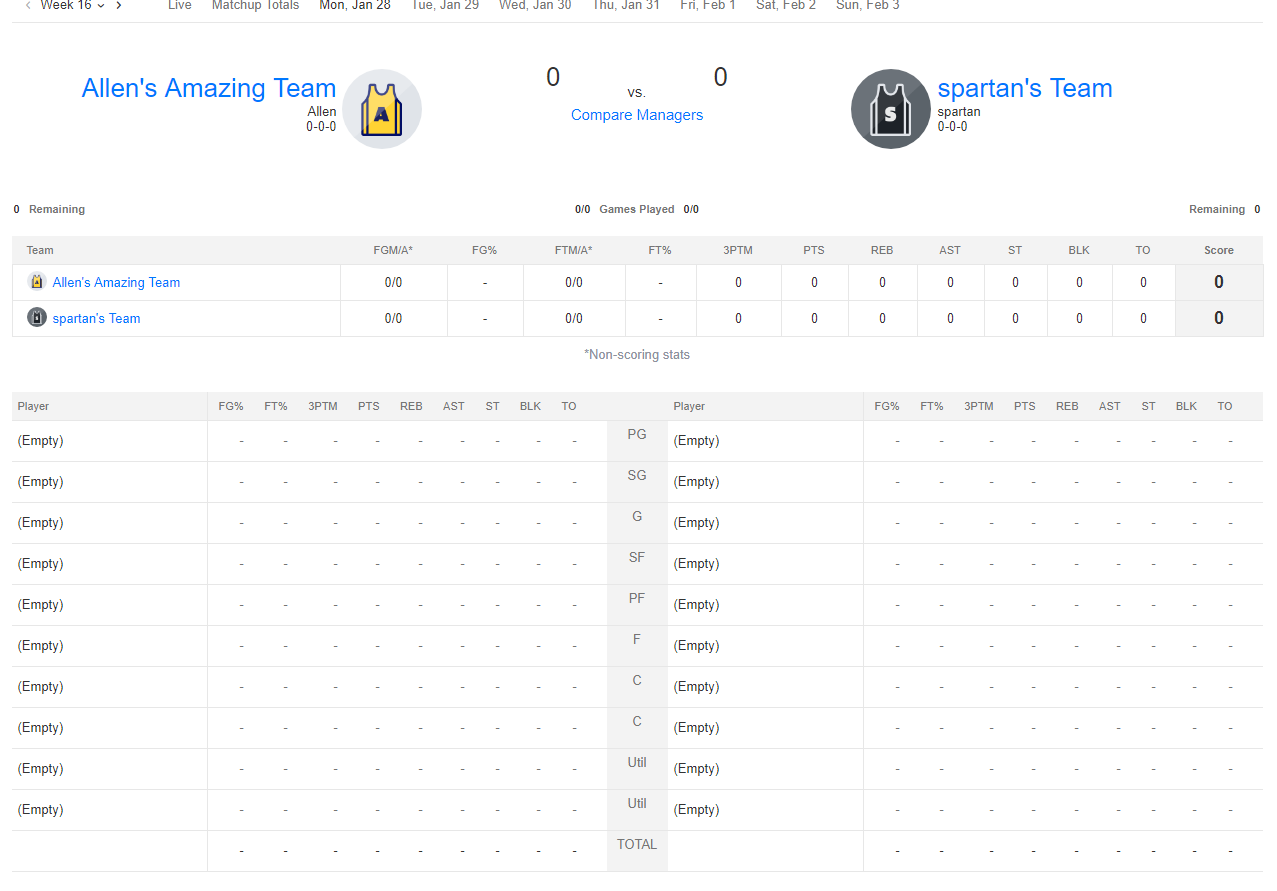 Week 16 Live Matchup Totals Mon, Jan 28 Tue, Jan 29 Wed, Jan 30 Thu, Jan 31 Fri, Feb 1 Sat, Feb 2 Sun, Feb 3
Allen's Amazing Team
Allen
0-0-0
A
0 vs. 0
Compare Managers
S
spartan's Team
spartan
0-0-0
0 Remaining 0/0 Games Played 0/0 Remaining 0
Team FGM/A* FG% FTM/A* FT% 3PTM PTS REB AST ST BLK TO Score
Allen's Amazing Team 0/0 - 0/0 - 0 0 0 0 0 0 0 0
spartan's Team 0/0 - 0/0 - 0 0 0 0 0 0 0 0
*Non-scoring stats
Player FG% FT% 3PTM PTS REB AST ST BLK TO Player FG% FT% 3PTM PTS REB AST ST BLK TO
(Empty) - - - - - - - - - PG (Empty) - - - - - - - - -
(Empty) - - - - - - - - - SG (Empty) - - - - - - - - -
(Empty) - - - - - - - - - G (Empty) - - - - - - - - -
(Empty) - - - - - - - - - SF (Empty) - - - - - - - - -
(Empty) - - - - - - - - - PF (Empty) - - - - - - - - -
(Empty) - - - - - - - - - F (Empty) - - - - - - - - -
(Empty) - - - - - - - - - C (Empty) - - - - - - - - -
(Empty) - - - - - - - - - C (Empty) - - - - - - - - -
(Empty) - - - - - - - - - Util (Empty) - - - - - - - - -
(Empty) - - - - - - - - - Util (Empty) - - - - - - - - -
- - - - - - - - - TOTAL - - - - - - - - -